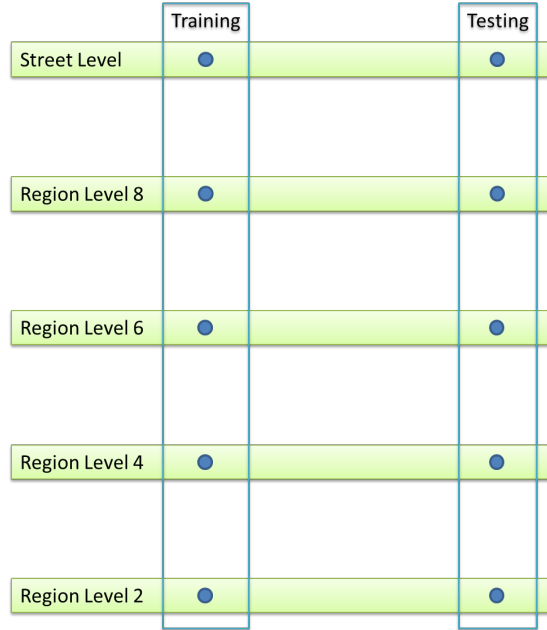 Training Testing
Street Level
Region Level 8
Region Level 6
Region Level 4
Region Level 2